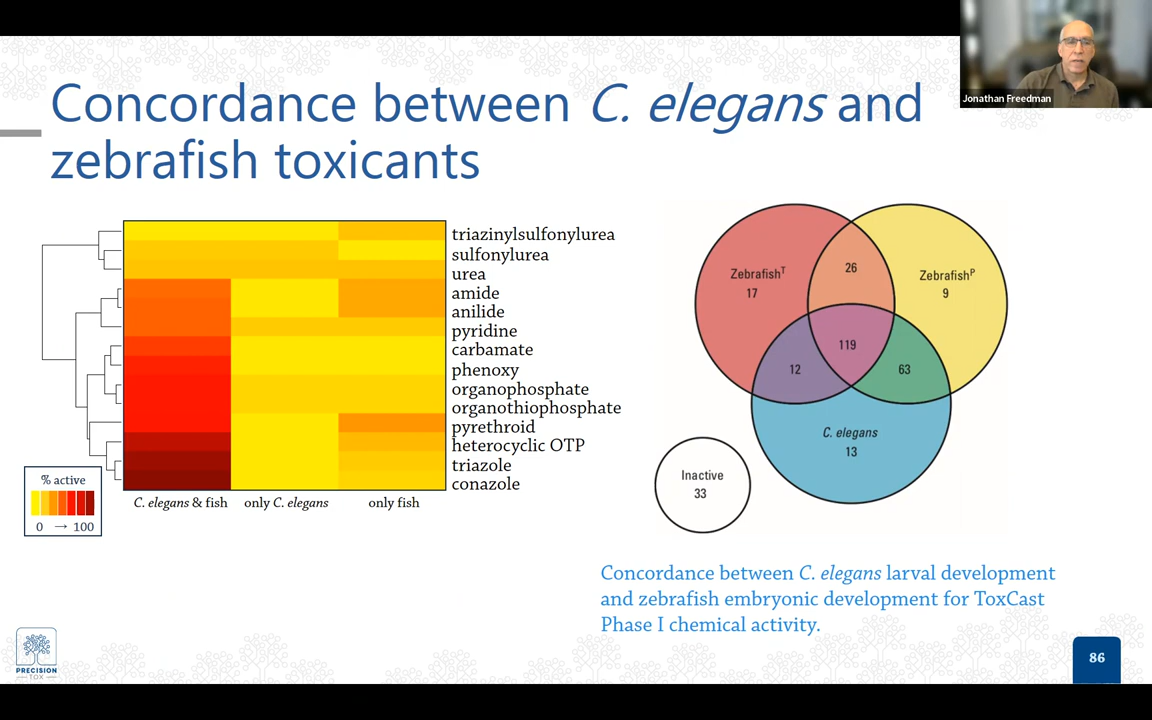 Jonathan Freedman
Concordance between C. elegans and
zebrafish toxicants
triazinylsulfonylurea
sulfonylurea
urea
amide
anilide
pyridine
carbamate
phenoxy
organophosphate
organothiophosphate
pyrethroid
heterocyclic OTP
triazole
conazole
% active
0 → 100
C. elegans & fish
only C. elegans
only fish
Zebrafishᵀ
17
26
Zebrafishᴾ
9
119
12
63
C. elegans
13
Inactive
33
Concordance between C. elegans larval development
and zebrafish embryonic development for ToxCast
Phase I chemical activity.
PRECISION
TOX
86